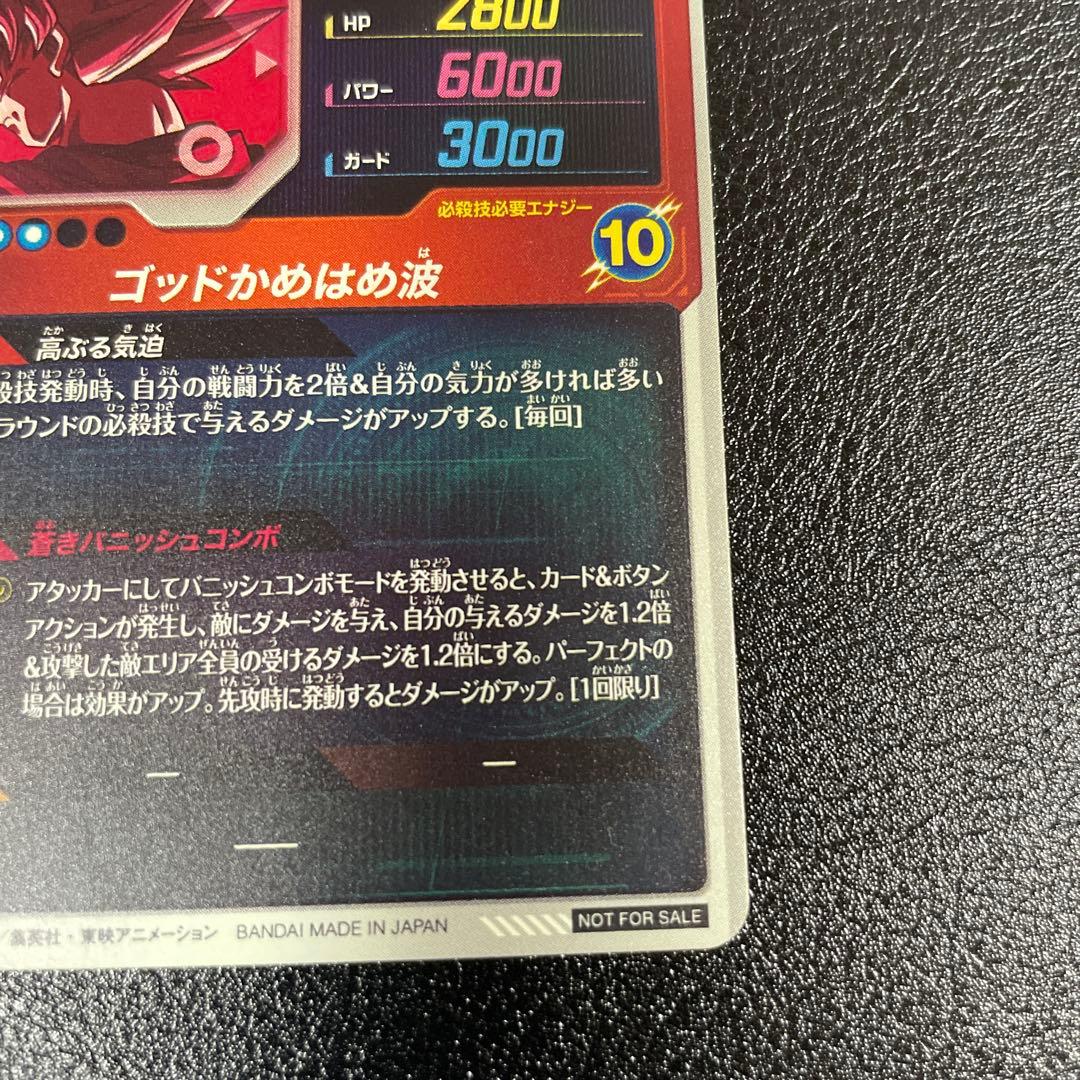 HP 2800
パワー 6000
ガード 3000
必殺技必要エナジー
10
ゴッドかめはめ波
高ぶる気迫
殺技発動時、自分の戦闘力を2倍&自分の気力が多ければ多い
ラウンドの必殺技で与えるダメージがアップする。[毎回]
蒼きバニッシュコンボ
アタッカーにしてバニッシュコンボモードを発動させると、カード&ボタン
アクションが発生し、敵にダメージを与え、自分の与えるダメージを1.2倍
&攻撃した敵エリア全員の受けるダメージを1.2倍にする。パーフェクトの
場合は効果がアップ。先攻時に発動するとダメージがアップ。[1回限り]
ー ー
ー
/集英社・東映アニメーション BANDAI MADE IN JAPAN
NOT FOR SALE